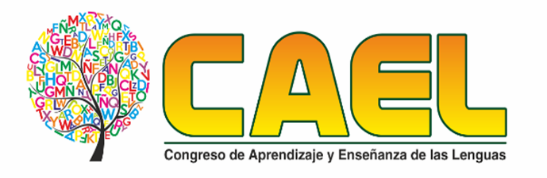 CAEL
Congreso de Aprendizaje y Enseñanza de las Lenguas